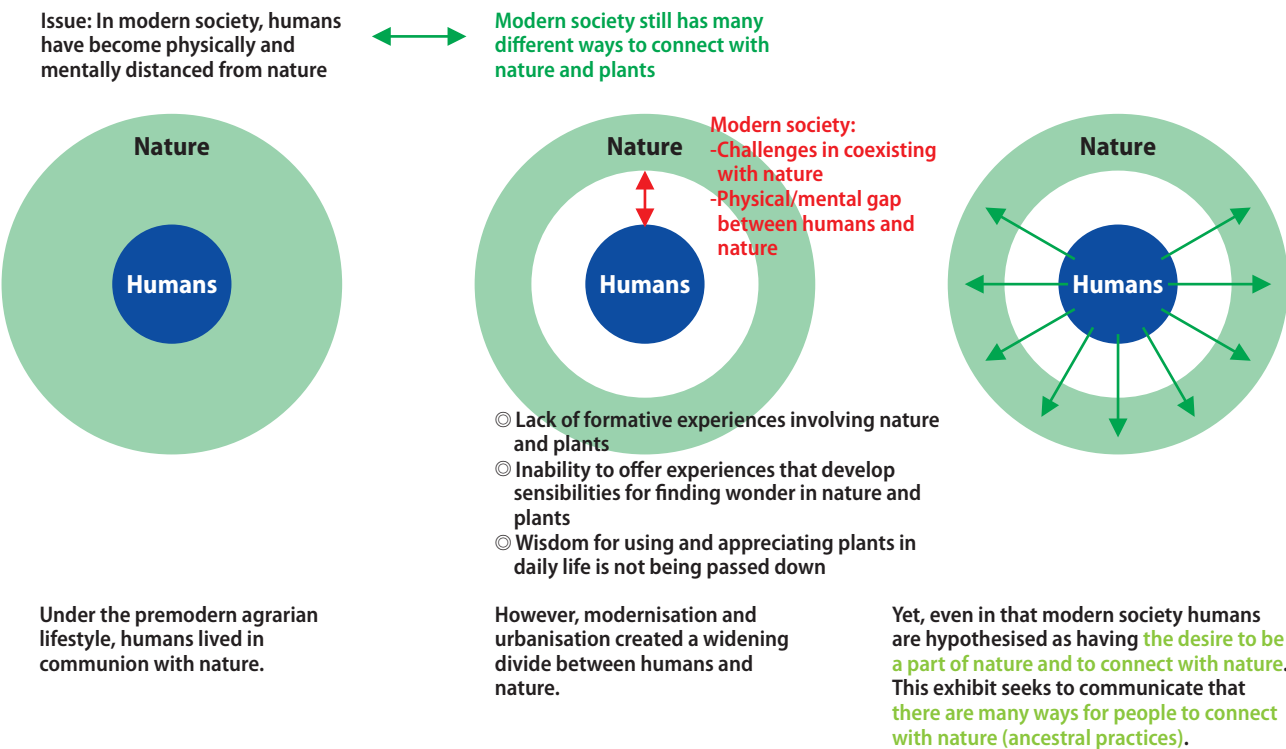 Issue: In modern society, humans
have become physically and
mentally distanced from nature
Modern society still has many
different ways to connect with
nature and plants
Nature
Humans
Nature
Humans
Modern society:
-Challenges in coexisting
with nature
-Physical/mental gap
between humans and
nature
Nature
Humans
◎ Lack of formative experiences involving nature
and plants
◎ Inability to offer experiences that develop
sensibilities for finding wonder in nature and
plants
◎ Wisdom for using and appreciating plants in
daily life is not being passed down
Under the premodern agrarian
lifestyle, humans lived in
communion with nature.
However, modernisation and
urbanisation created a widening
divide between humans and
nature.
Yet, even in that modern society humans
are hypothesised as having the desire to be
a part of nature and to connect with nature.
This exhibit seeks to communicate that
there are many ways for people to connect
with nature (ancestral practices).